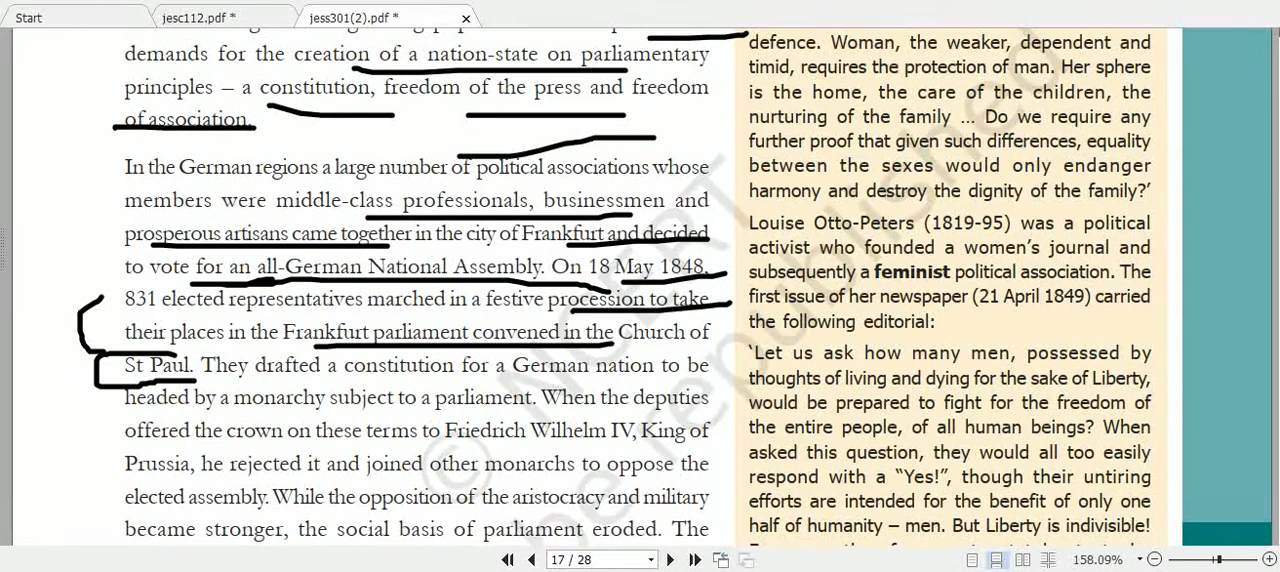 Start
jesc112.pdf *
jess301(2).pdf *
demands for the creation of a nation-state on parliamentary
principles – a constitution, freedom of the press and freedom
of association.
In the German regions a large number of political associations whose
members were middle-class professionals, businessmen and
prosperous artisans came together in the city of Frankfurt and decided
to vote for an all-German National Assembly. On 18 May 1848,
831 elected representatives marched in a festive procession to take
their places in the Frankfurt parliament convened in the Church of
St Paul. They drafted a constitution for a German nation to be
headed by a monarchy subject to a parliament. When the deputies
offered the crown on these terms to Friedrich Wilhelm IV, King of
Prussia, he rejected it and joined other monarchs to oppose the
elected assembly. While the opposition of the aristocracy and military
became stronger, the social basis of parliament eroded. The
defence. Woman, the weaker, dependent and
timid, requires the protection of man. Her sphere
is the home, the care of the children, the
nurturing of the family ... Do we require any
further proof that given such differences, equality
between the sexes would only endanger
harmony and destroy the dignity of the family?’
Louise Otto-Peters (1819-95) was a political
activist who founded a women’s journal and
subsequently a feminist political association. The
first issue of her newspaper (21 April 1849) carried
the following editorial:
‘Let us ask how many men, possessed by
thoughts of living and dying for the sake of Liberty,
would be prepared to fight for the freedom of
the entire people, of all human beings? When
asked this question, they would all too easily
respond with a “Yes!”, though their untiring
efforts are intended for the benefit of only one
half of humanity – men. But Liberty is indivisible!
© NCERT
be republished
17 / 28
158.09%